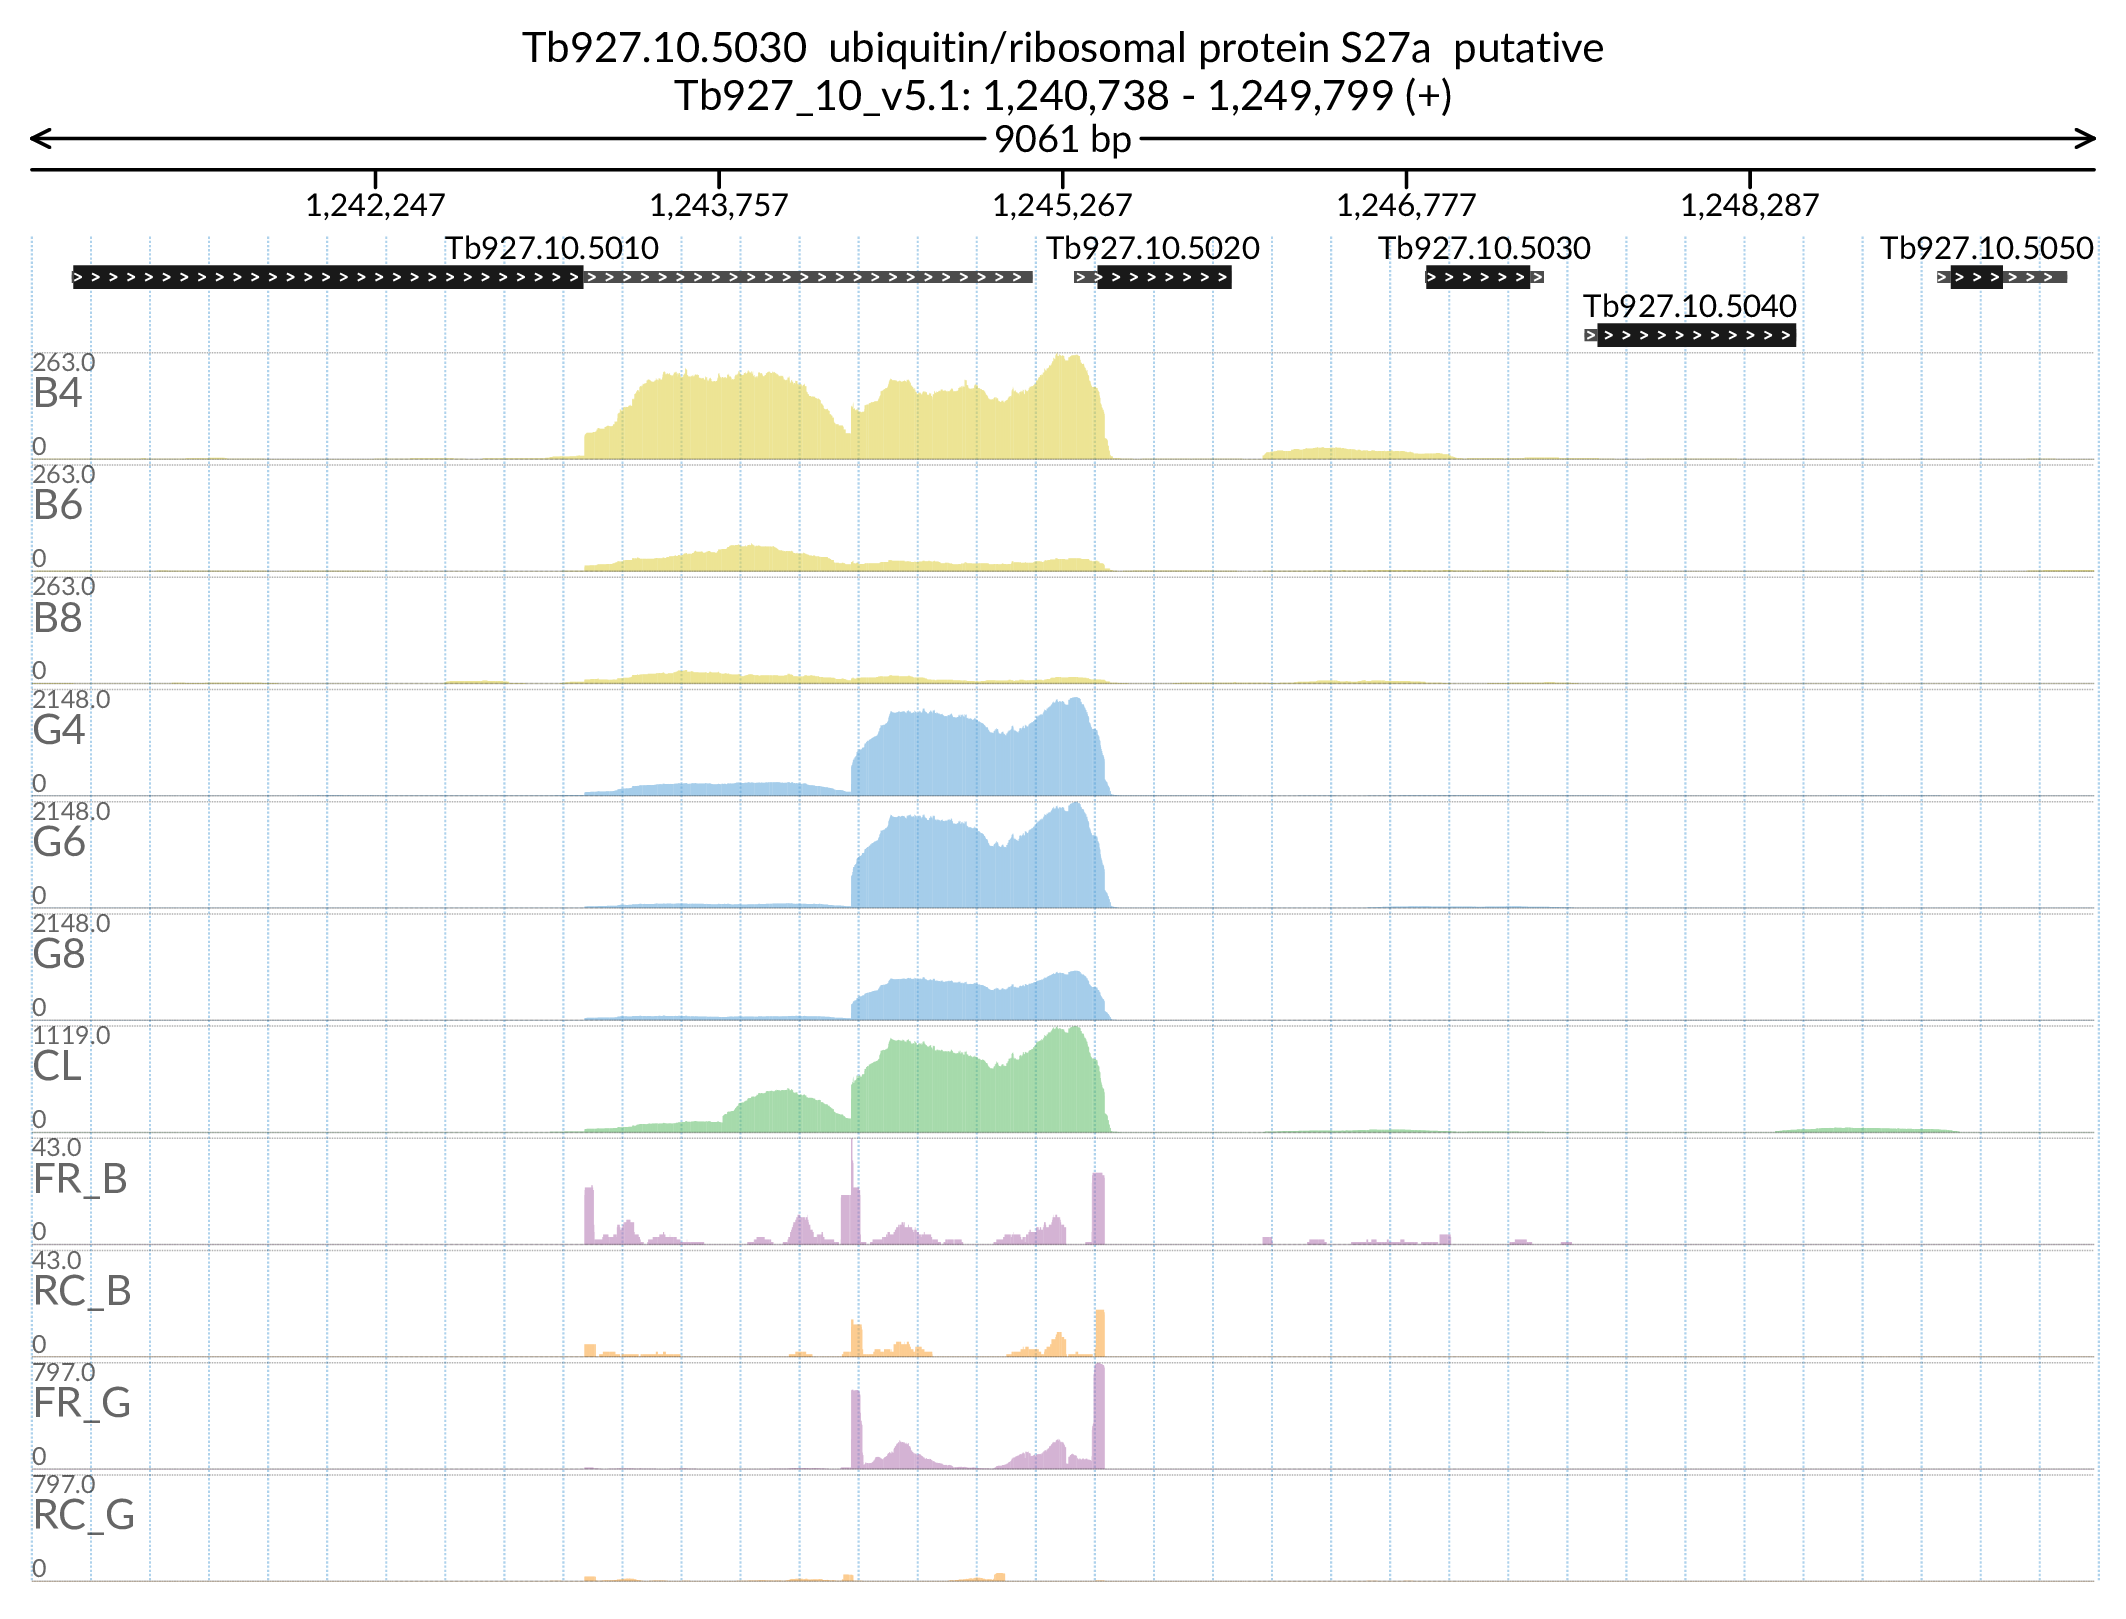 Tb927.10.5030  ubiquitin/ribosomal protein S27a  putative
Tb927_10_v5.1: 1,240,738 - 1,249,799 (+)
9061 bp
1,242,247 1,243,757 1,245,267 1,246,777 1,248,287
Tb927.10.5010 Tb927.10.5020 Tb927.10.5030 Tb927.10.5050
Tb927.10.5040
263.0
B4
0
263.0
B6
0
263.0
B8
0
2148.0
G4
0
2148.0
G6
0
2148.0
G8
0
1119.0
CL
0
43.0
FR_B
0
43.0
RC_B
0
797.0
FR_G
0
797.0
RC_G
0